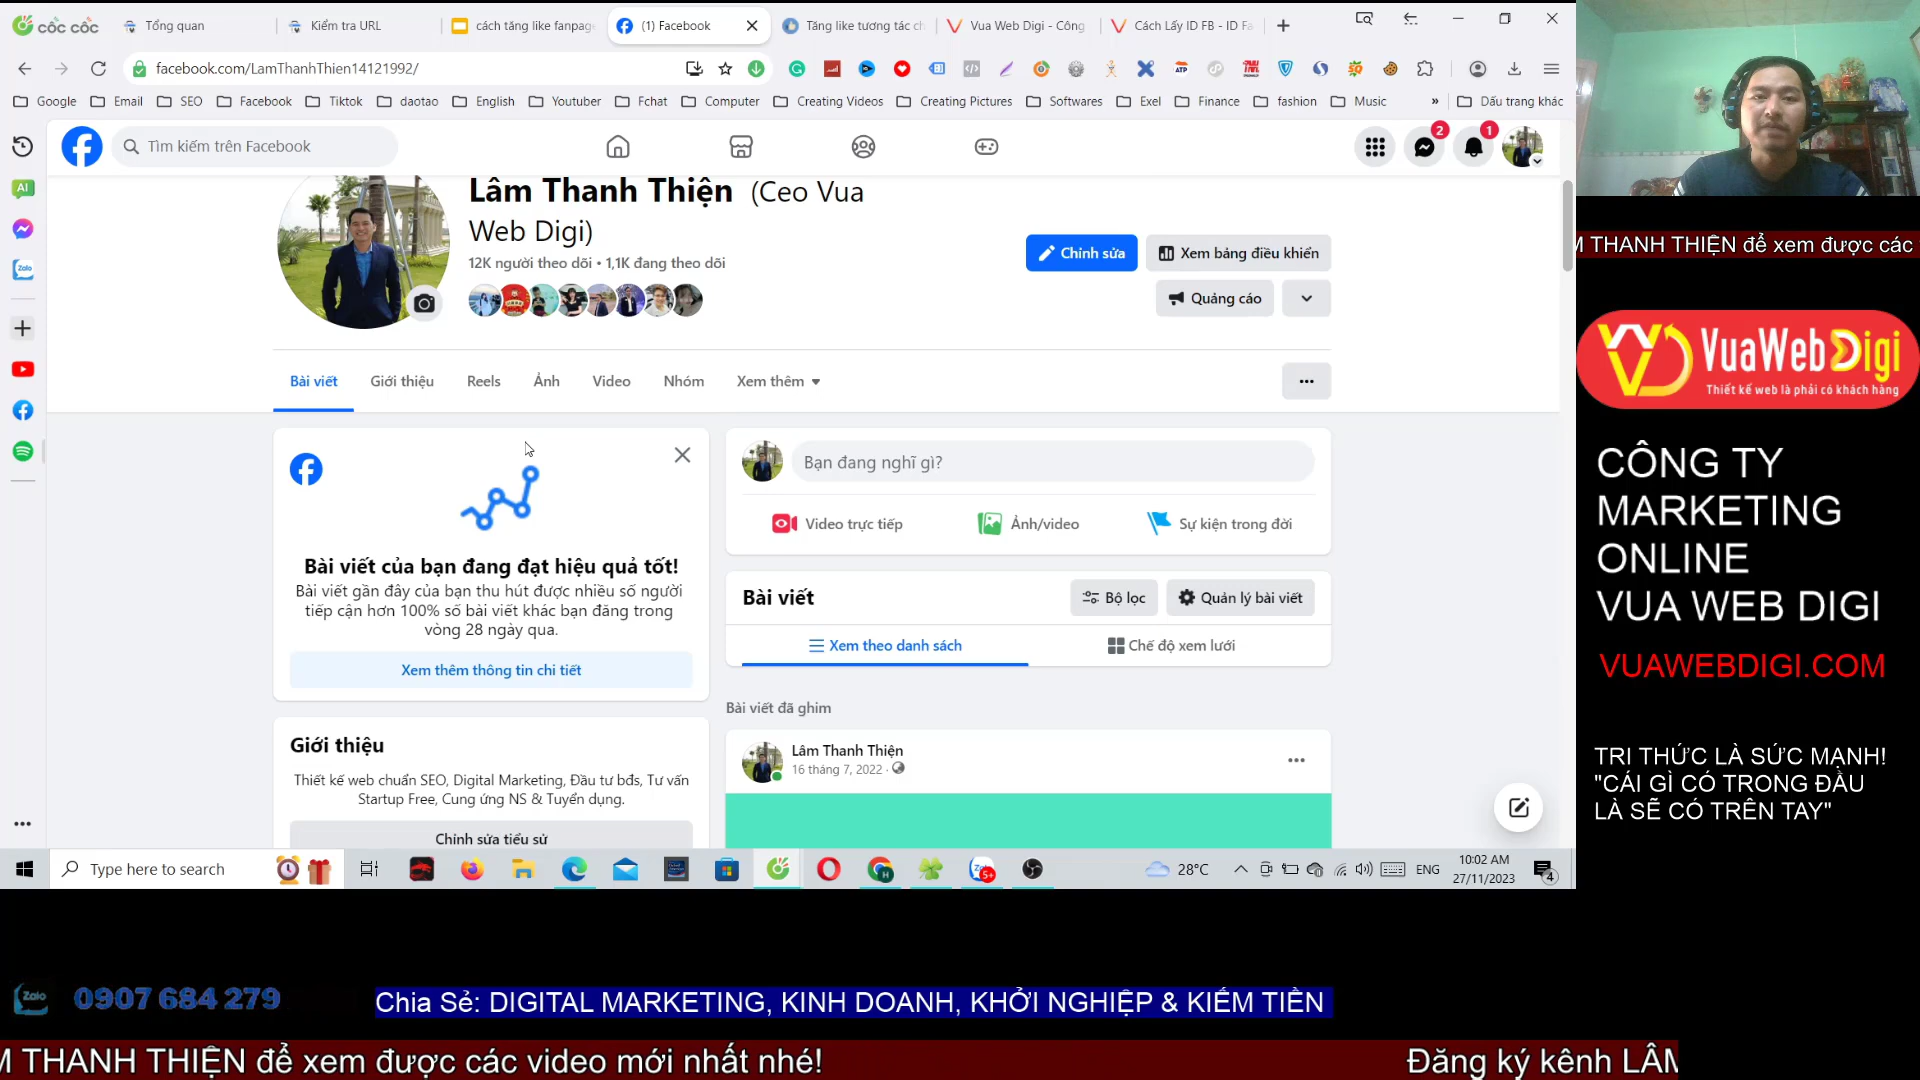 cốc cốc
Tổng quan
Kiểm tra URL
cách tăng like fanpage
(1) Facebook
Tăng like tương tác ch
Vua Web Digi - Công
Cách Lấy ID FB - ID Fa
facebook.com/LamThanhThien14121992/
Google
Email
SEO
Facebook
Tiktok
daotao
English
Youtuber
Fchat
Computer
Creating Videos
Creating Pictures
Softwares
Exel
Finance
fashion
Music
»
Dấu trang khác
AI
Zalo
Tìm kiếm trên Facebook
2
1
Lâm Thanh Thiện (Ceo Vua
Web Digi)
12K người theo dõi • 1,1K đang theo dõi
Chỉnh sửa
Xem bảng điều khiển
Quảng cáo
Bài viết
Giới thiệu
Reels
Ảnh
Video
Nhóm
Xem thêm
Bài viết của bạn đang đạt hiệu quả tốt!
Bài viết gần đây của bạn thu hút được nhiều số người
tiếp cận hơn 100% số bài viết khác bạn đăng trong
vòng 28 ngày qua.
Xem thêm thông tin chi tiết
Giới thiệu
Thiết kế web chuẩn SEO, Digital Marketing, Đầu tư bđs, Tư vấn
Startup Free, Cung ứng NS & Tuyển dụng.
Chỉnh sửa tiểu sử
Bạn đang nghĩ gì?
Video trực tiếp
Ảnh/video
Sự kiện trong đời
Bài viết
Bộ lọc
Quản lý bài viết
Xem theo danh sách
Chế độ xem lưới
Bài viết đã ghim
Lâm Thanh Thiện
16 tháng 7, 2022
Type here to search
5+
28°C
ENG
10:02 AM
27/11/2023
4
M THANH THIỆN để xem được các
VuaWebDigi
Thiết kế web là phải có khách hàng
CÔNG TY
MARKETING
ONLINE
VUA WEB DIGI
VUAWEBDIGI.COM
TRI THỨC LÀ SỨC MẠNH!
"CÁI GÌ CÓ TRONG ĐẦU
LÀ SẼ CÓ TRÊN TAY"
Zalo
0907 684 279
Chia Sẻ: DIGITAL MARKETING, KINH DOANH, KHỞI NGHIỆP & KIẾM TIỀN
M THANH THIỆN để xem được các video mới nhất nhé!
Đăng ký kênh LÂM